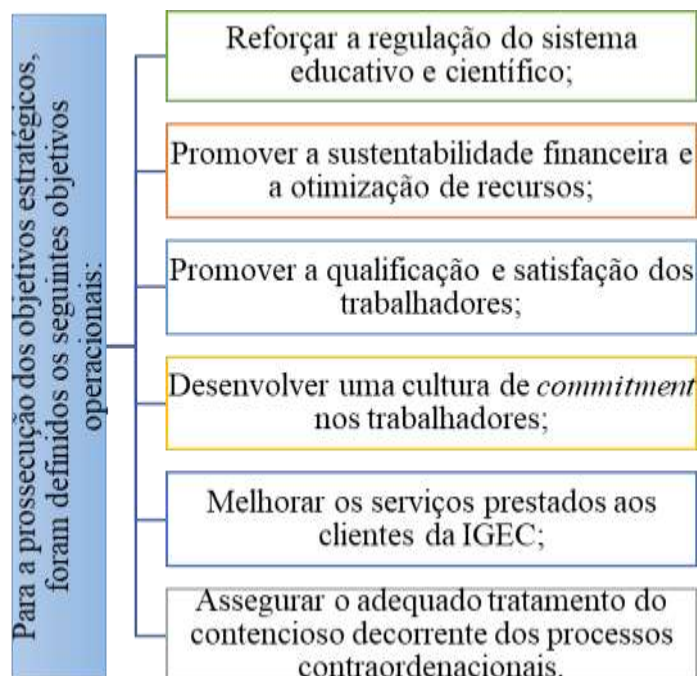 Para a prossecução dos objetivos estratégicos,
foram definidos os seguintes objetivo
operacionais:
Reforçar a regulação do sistema
educativo e científico;
Promover a sustentabilidade financeira e
a otimização de recursos;
Promover a qualificação e satisfação dos
trabalhadores;
Desenvolver uma cultura de commitment
nos trabalhadores;
Melhorar os serviços prestados aos
clientes da IGEC;
Assegurar o adequado tratamento do
contencioso decorrente dos processos
contraordenacionais.